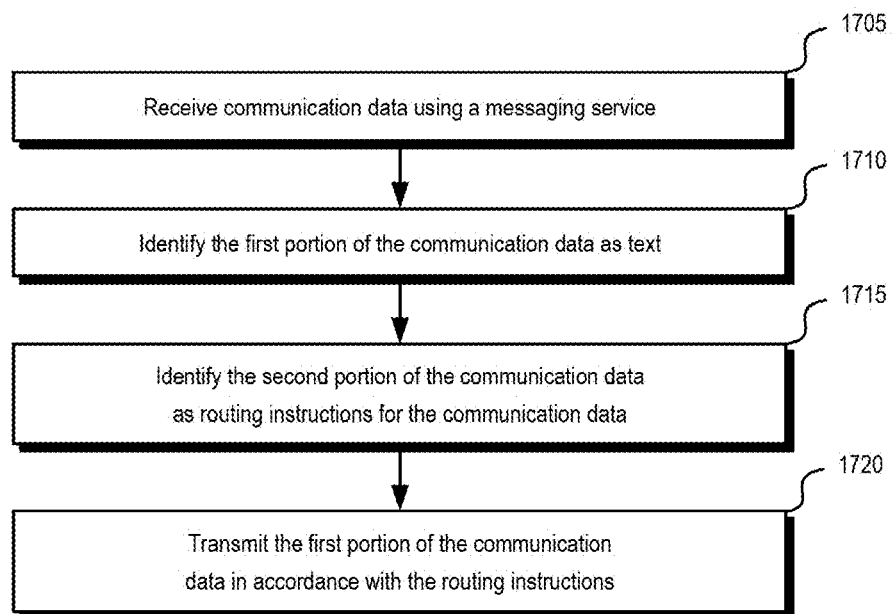 1705
Receive communication data using a messaging service
1710
Identify the first portion of the communication data as text
1715
Identify the second portion of the communication data
as routing instructions for the communication data
1720
Transmit the first portion of the communication
data in accordance with the routing instructions